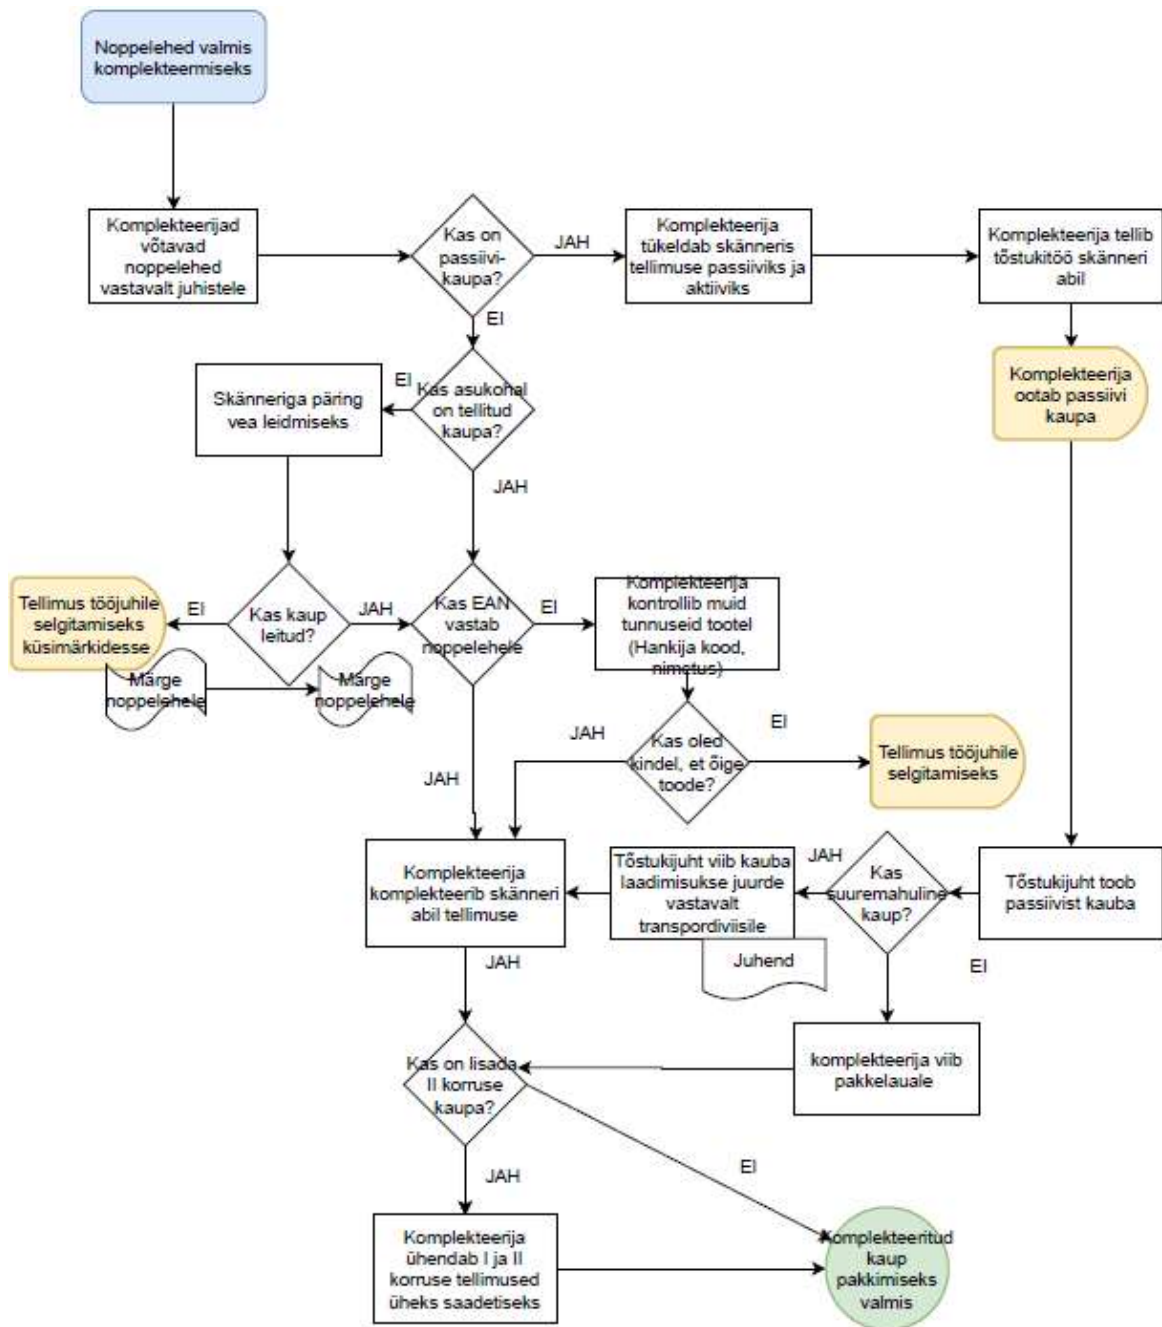 Noppelehed valmis
komplekteermiseks
Komplekteerijad
võtavad
noppelehed
vastavalt juhistele
Kas on
passiivi-
kaupa?
JAH
Komplekteerija
tükeldab skänneris
tellimuse passiiviks ja
aktiiviks
Komplekteerija tellib
tõstukitöö skänneri
abil
EI
Skänneriga päring
vea leidmiseks
EI
Kas asukohal
on tellitud
kaupa?
Komplekteerija
ootab passiivi
kaupa
JAH
Tellimus tööjuhile
selgitamiseks
küsimärkidesse
EI
Kas kaup
leitud?
JAH
Kas EAN
vastab
noppelehele
EI
Komplekteerija
kontrollib muid
tunnuseid tootel
(Hankija kood,
nimetus)
Märge
noppelehele
Märge
noppelehele
JAH
JAH
Kas oled
kindel, et õige
toode?
EI
Tellimus tööjuhile
selgitamiseks
Komplekteerija
komplekteerib skänneri
abil tellimuse
Tõstukijuht viib kauba
laadimisukse juurde
vastavalt
transpordiviisile
Juhend
JAH
Kas
suuremahuline
kaup?
Tõstukijuht toob
passiivist kauba
JAH
EI
Kas on lisada
II korruse
kaupa?
komplekteerija viib
pakkelauale
JAH
EI
Komplekteerija
ühendab I ja II
korruse tellimused
üheks saadetiseks
Komplekteeritud
kaup
pakkimiseks
valmis